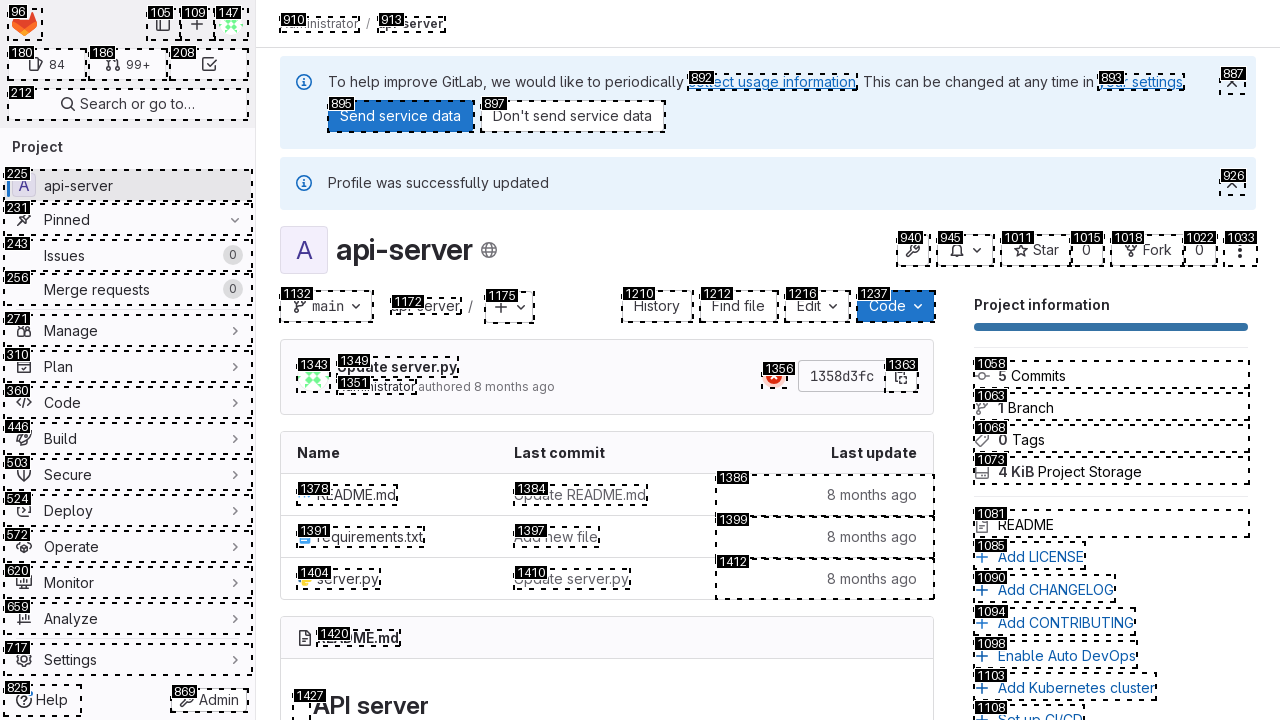 96
105
109
147
180 84
186 99+
208
212 Search or go to…
Project
225 A api-server
231 Pinned
243 Issues 0
256 Merge requests 0
271 Manage
310 Plan
360 Code
446 Build
503 Secure
524 Deploy
572 Operate
620 Monitor
659 Analyze
717 Settings
825 Help
869 Admin
910 administrator / 913 api-server
To help improve GitLab, we would like to periodically 892 collect usage information. This can be changed at any time in 893 your settings. 887
895 Send service data 897 Don't send service data
Profile was successfully updated 926
A api-server
940 945 1011 Star 1015 0 1018 Fork 1022 0 1033
1132 main 1172 api-server / 1175 1210 History 1212 Find file 1216 Edit 1237 Code
1343 1349 Update server.py
1351 Administrator authored 8 months ago
1356 1358d3fc 1363
Name Last commit Last update
1378 README.md 1384 Update README.md 1386 8 months ago
1391 requirements.txt 1397 Add new file 1399 8 months ago
1404 server.py 1410 Update server.py 1412 8 months ago
1420 README.md
1427 API server
Project information
1058 5 Commits
1063 1 Branch
1068 0 Tags
1073 4 KiB Project Storage
1081 README
1085 Add LICENSE
1090 Add CHANGELOG
1094 Add CONTRIBUTING
1098 Enable Auto DevOps
1103 Add Kubernetes cluster
1108 Set up CI/CD